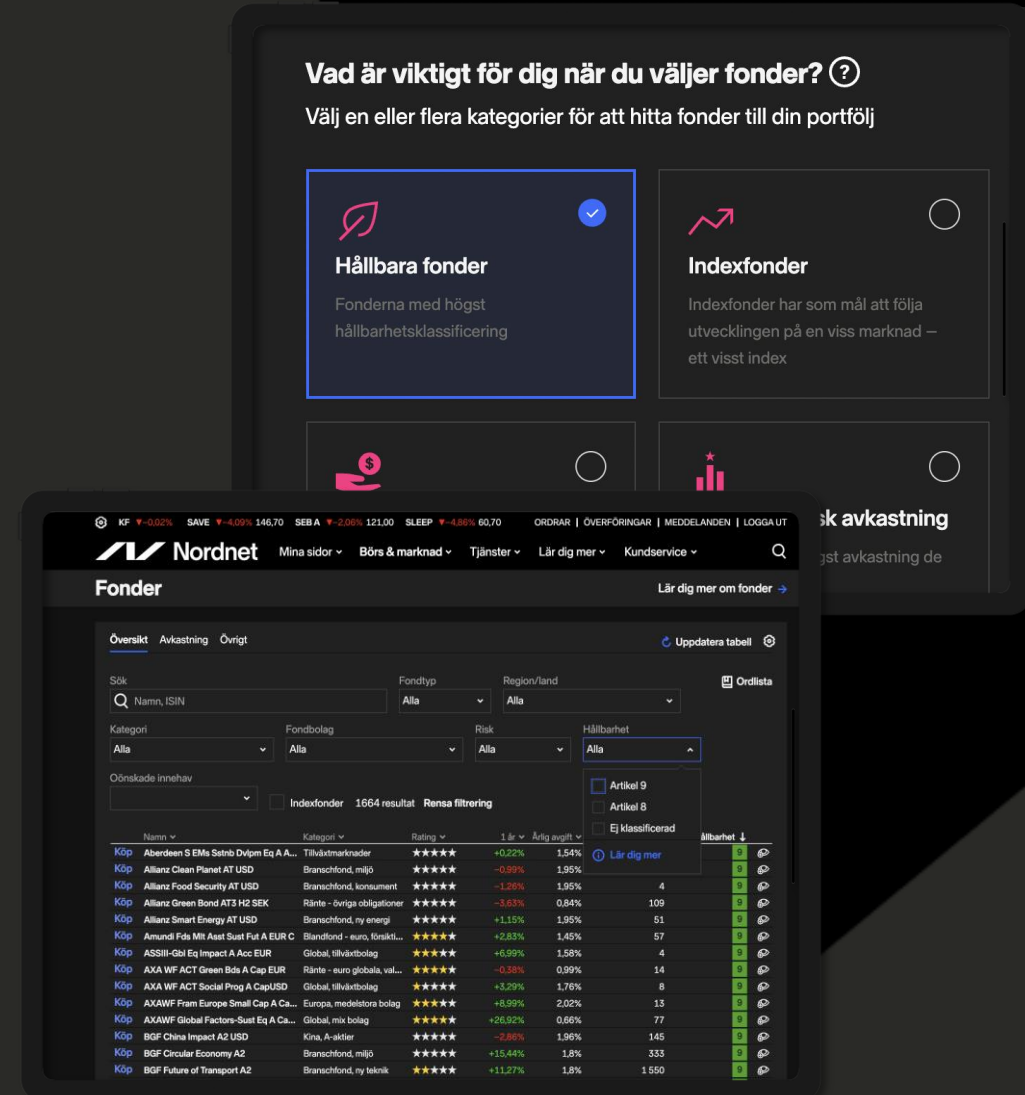 Vad är viktigt för dig när du väljer fonder? ?
Välj en eller flera kategorier för att hitta fonder till din portfölj
Hållbara fonder
Fonderna med högst
hållbarhetsklassificering
Indexfonder
Indexfonder har som mål att följa
utvecklingen på en viss marknad –
ett visst index
$
sk avkastning
gst avkastning de
KF ▼-0,02% SAVE ▼-4,09% 146,70 SEB A ▼-2,06% 121,00 SLEEP ▼-4,86% 60,70 ORDRAR | ÖVERFÖRINGAR | MEDDELANDEN | LOGGA UT
Nordnet Mina sidor Börs & marknad Tjänster Lär dig mer Kundservice
Fonder Lär dig mer om fonder →
Översikt Avkastning Övrigt Uppdatera tabell
Sök Fondtyp Region/land
Namn, ISIN Alla Alla Ordlista
Kategori Fondbolag Risk Hållbarhet
Alla Alla Alla Alla
Oönskade innehav
Artikel 9
Artikel 8
Ej klassificerad
Lär dig mer
Indexfonder 1664 resultat Rensa filtrering
Namn Kategori Rating 1 år Årlig avgift ållbarhet ↓
Köp Aberdeen S EMs Sstnb Dvlpm Eq A A... Tillväxtmarknader ★★★★★ +0,22% 1,54% 9
Köp Allianz Clean Planet AT USD Branschfond, miljö ★★★★★ -0,99% 1,95% 9
Köp Allianz Food Security AT USD Branschfond, konsument ★★★★★ -1,26% 1,95% 4 9
Köp Allianz Green Bond AT3 H2 SEK Ränte - övriga obligationer ★★★★★ -3,63% 0,84% 109 9
Köp Allianz Smart Energy AT USD Branschfond, ny energi ★★★★★ +1,15% 1,95% 51 9
Köp Amundi Fds Mlt Asst Sust Fut A EUR C Blandfond - euro, försikti... ★★★★★ +2,83% 1,45% 57 9
Köp ASSIII-Gbl Eq Impact A Acc EUR Global, tillväxtbolag ★★★★★ +6,99% 1,58% 4 9
Köp AXA WF ACT Green Bds A Cap EUR Ränte - euro globala, val... ★★★★★ -0,38% 0,99% 14 9
Köp AXA WF ACT Social Prog A CapUSD Global, tillväxtbolag ★★★★★ +3,29% 1,76% 8 9
Köp AXAWF Fram Europe Small Cap A Ca... Europa, medelstora bolag ★★★★★ +8,99% 2,02% 13 9
Köp AXAWF Global Factors-Sust Eq A Ca... Global, mix bolag ★★★★★ +26,92% 0,66% 77 9
Köp BGF China Impact A2 USD Kina, A-aktier ★★★★★ -2,86% 1,96% 145 9
Köp BGF Circular Economy A2 Branschfond, miljö ★★★★★ +15,44% 1,8% 333 9
Köp BGF Future of Transport A2 Branschfond, ny teknik ★★★★★ +11,27% 1,8% 1 550 9